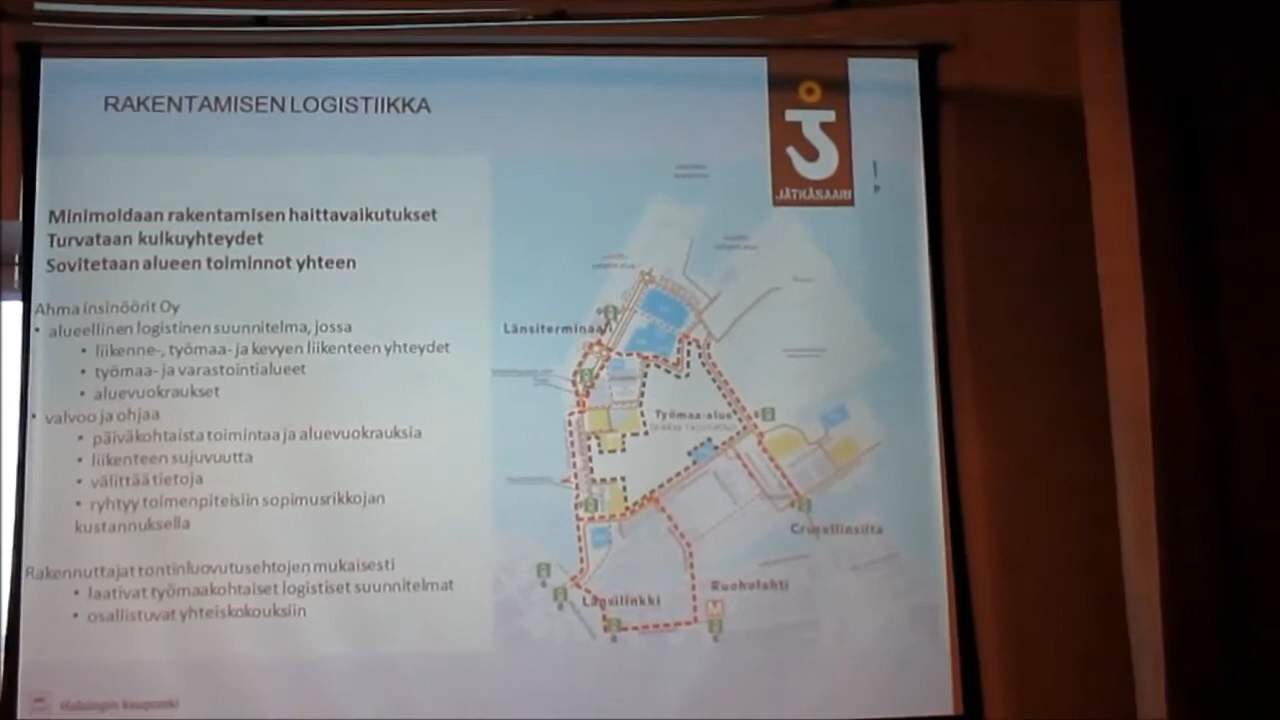 RAKENTAMISEN LOGISTIIKKA
JÄTKÄSAARI
Minimoidaan rakentamisen haittavaikutukset
Turvataan kulkuyhteydet
Sovitetaan alueen toiminnot yhteen
Ahma insinöörit Oy
• alueellinen logistinen suunnitelma, jossa
• liikenne-, työmaa- ja kevyen liikenteen yhteydet
• työmaa- ja varastointialueet
• aluevuokraukset
• valvoo ja ohjaa
• päiväkohtaista toimintaa ja aluevuokrauksia
• liikenteen sujuvuutta
• välittää tietoja
• ryhtyy toimenpiteisiin sopimusrikkojan
kustannuksella
Rakennuttajat tontinluovutusehtojen mukaisesti
• laativat työmaakohtaiset logistiset suunnitelmat
• osallistuvat yhteiskokouksiin
Länsiterminaali
Työmaa-alue
Crusellinsilta
Ruoholahti
M
Länsilinkki
Helsingin kaupunki